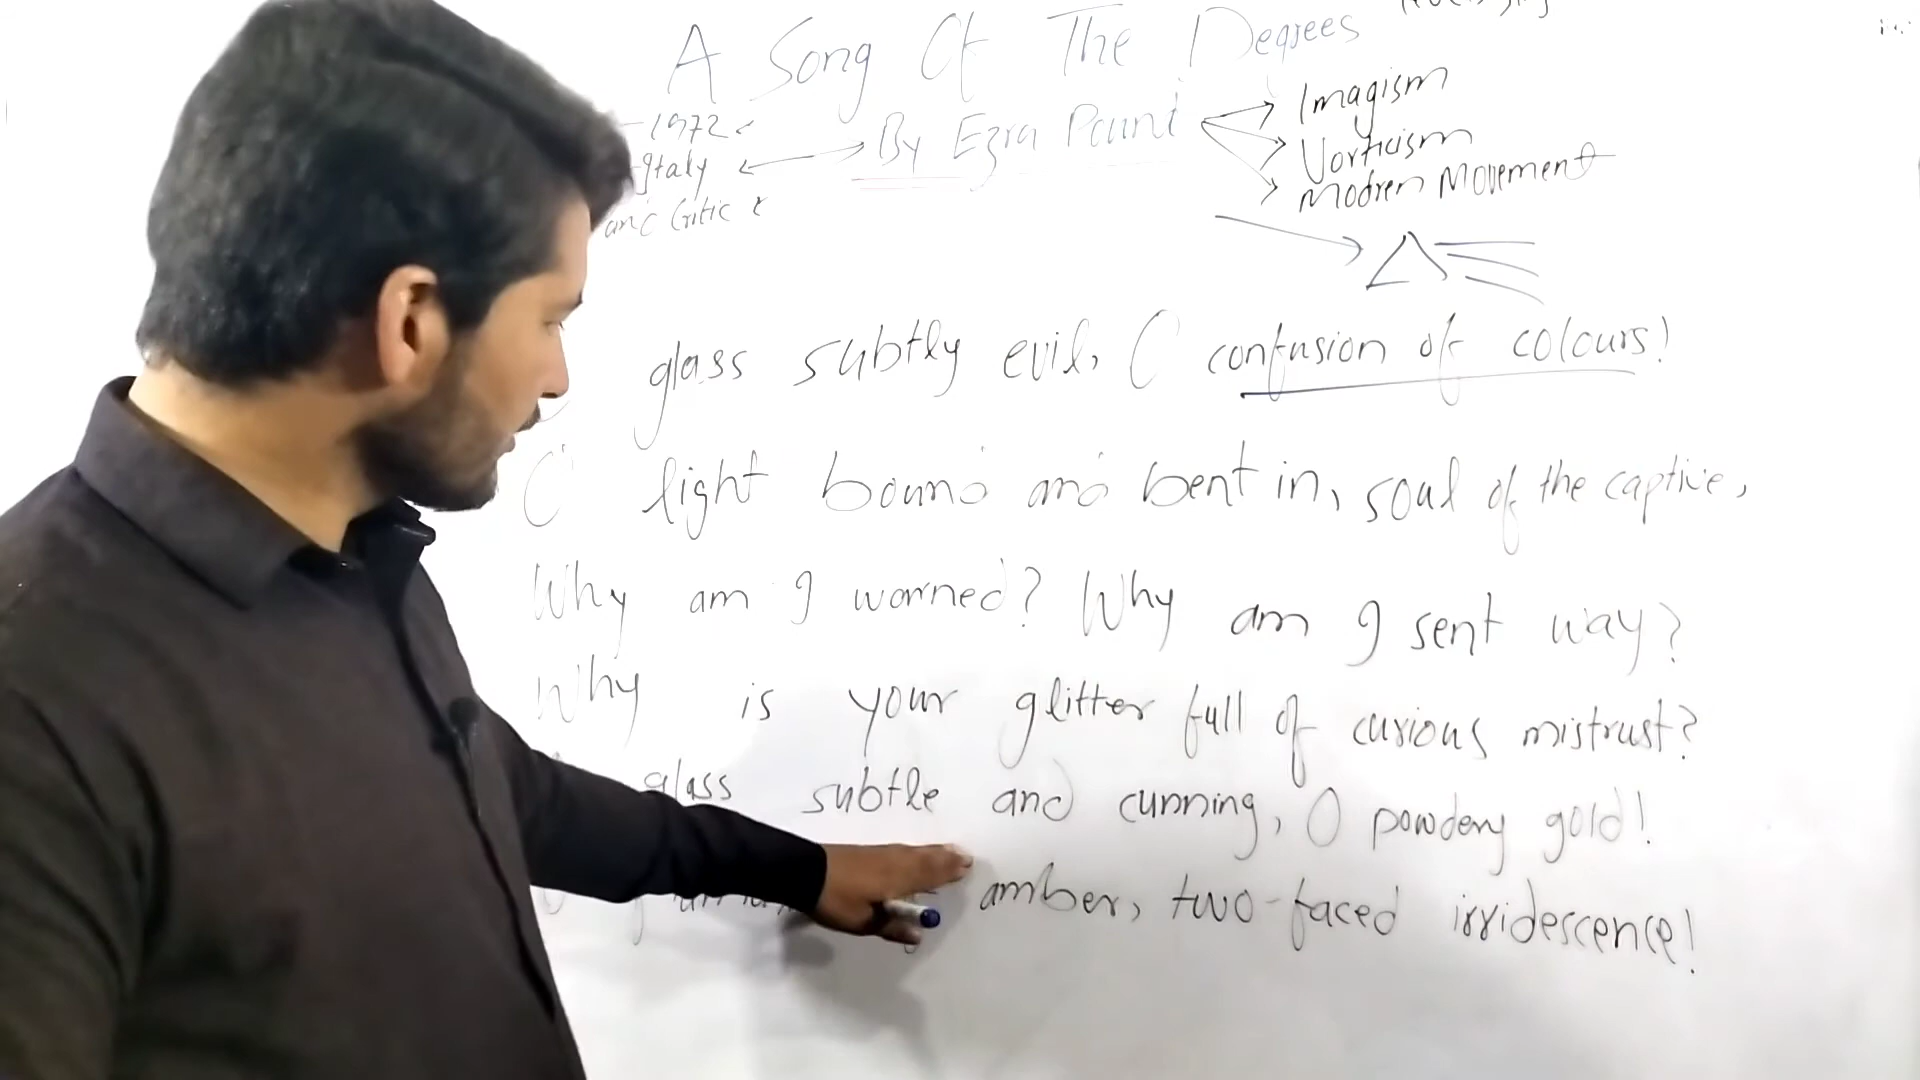 A Song Of The Degrees
Imagism
1972
By Ezra Pount
Vorticism
Italy
Modren Movement
Critic
glass subtly evil, O confusion of colours!
O light bound and bent in, soul of the captive,
Why am I warned? Why am I sent way?
Why is your glitter full of curious mistrust?
glass subtle and cunning, O powdery gold!
amber, two-faced irridescence!